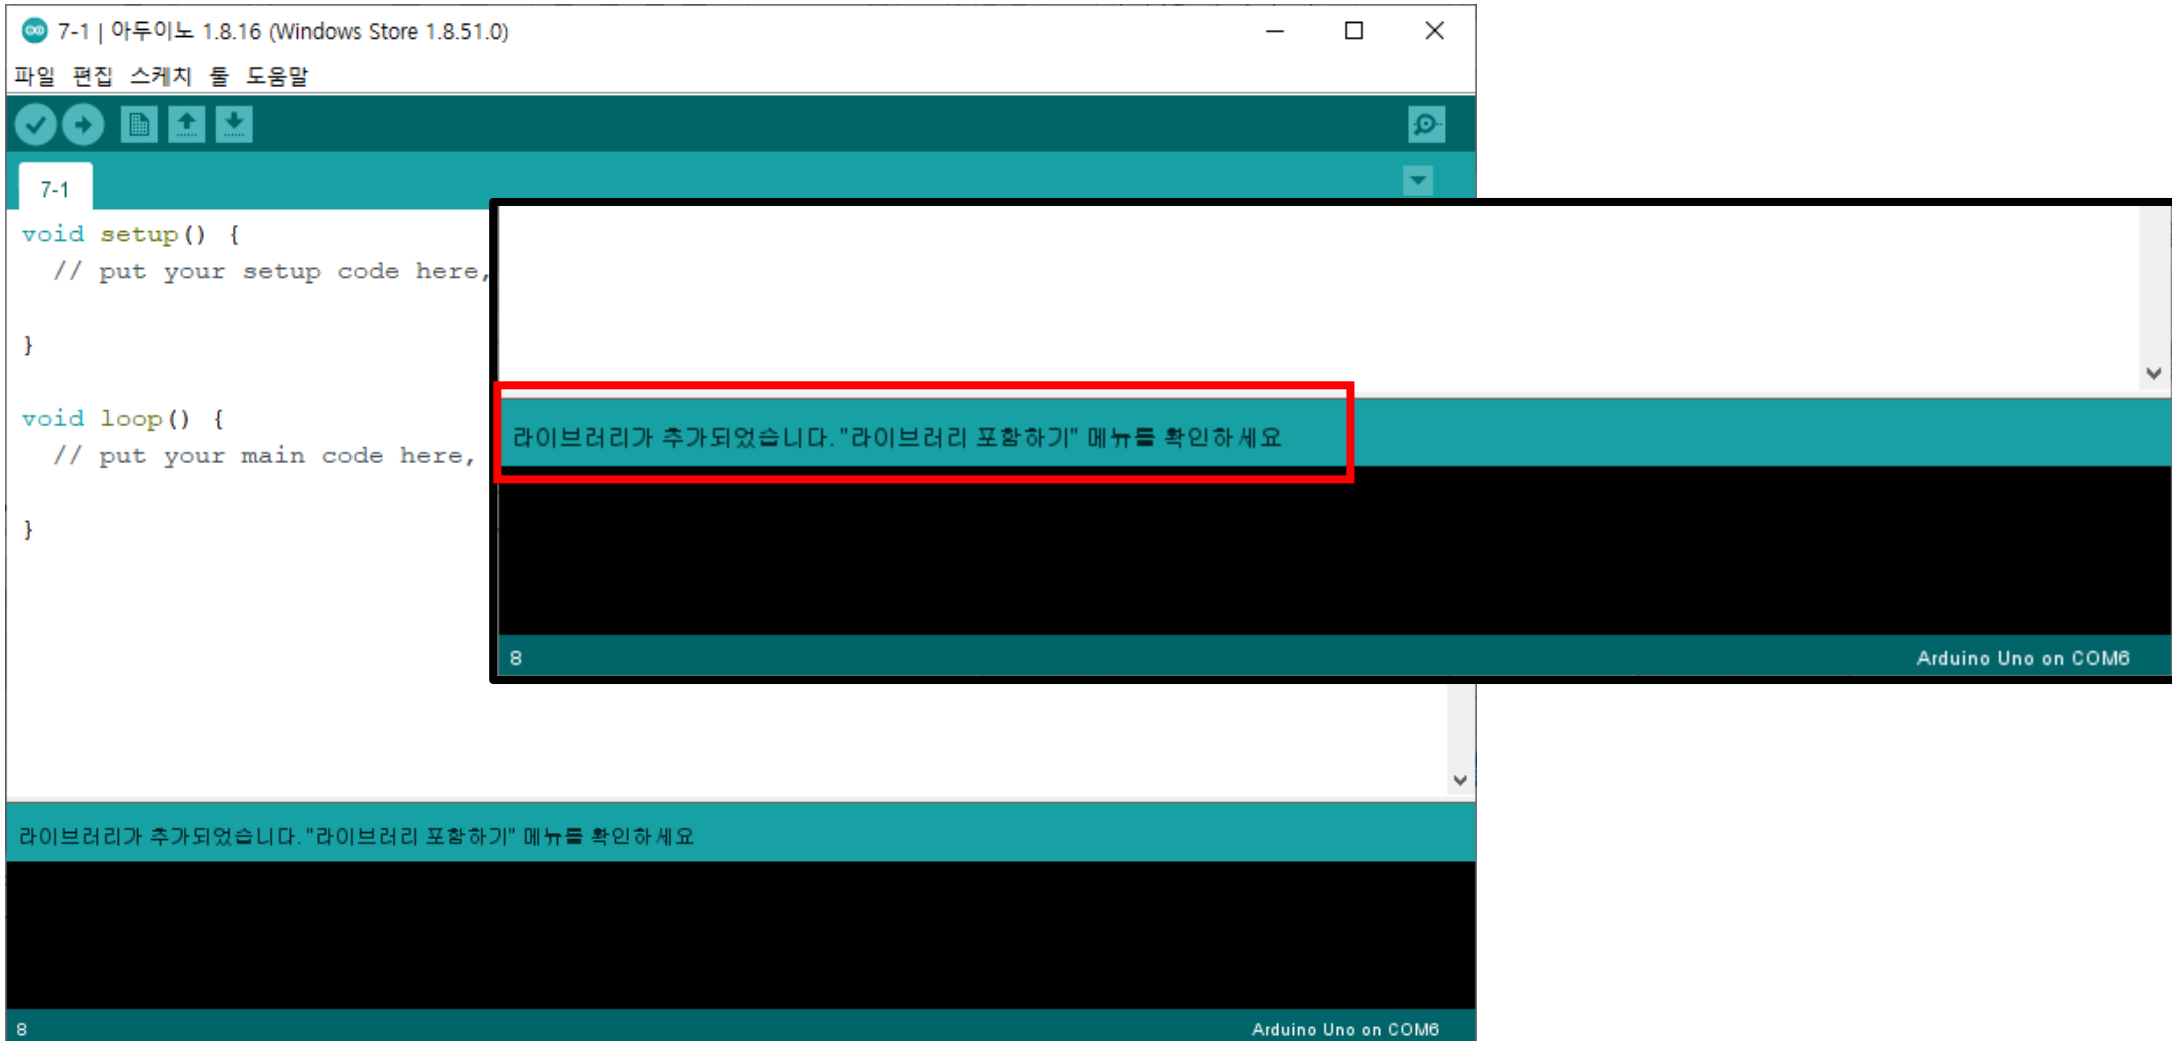 7-1 | 아두이노 1.8.16 (Windows Store 1.8.51.0)
파일 편집 스케치 툴 도움말
7-1
void setup() {
// put your setup code here,
}
void loop() {
// put your main code here,
}
라이브러리가 추가되었습니다. "라이브러리 포함하기" 메뉴를 확인하세요
8
Arduino Uno on COM6
라이브러리가 추가되었습니다. "라이브러리 포함하기" 메뉴를 확인하세요
8
Arduino Uno on COM6